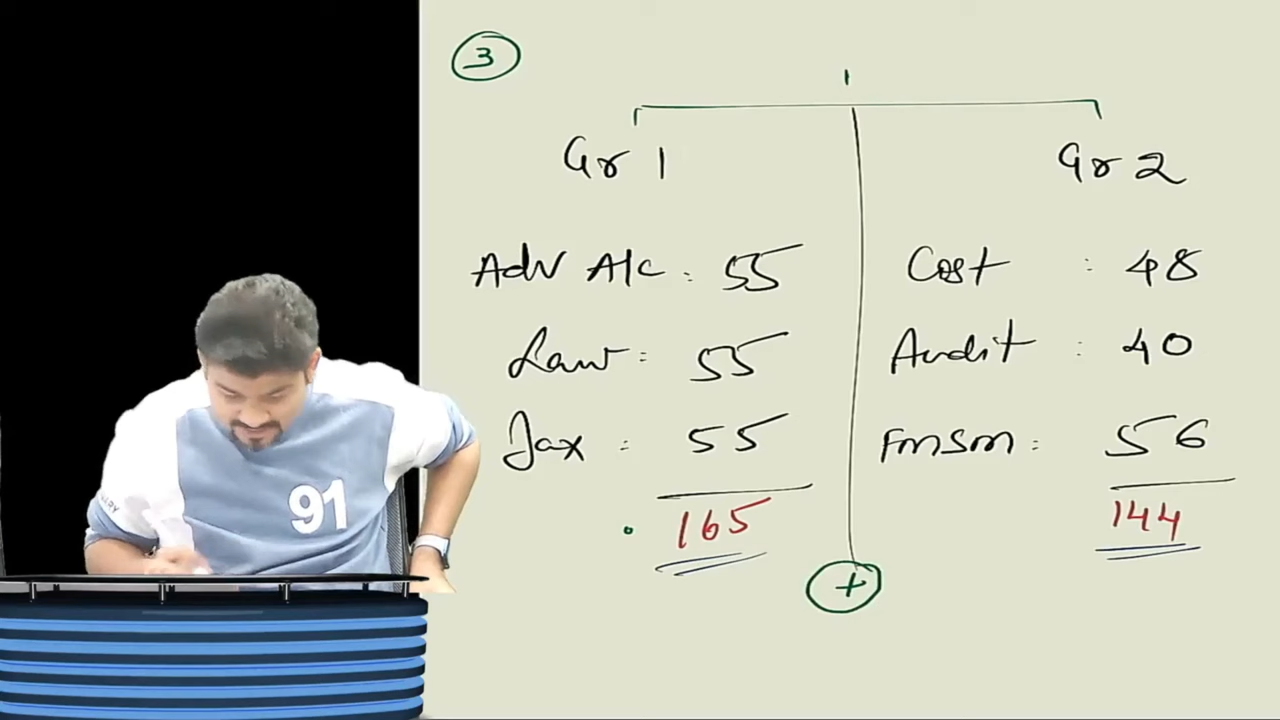 3
Gr 1
Gr 2
Adv A/c : 55
Cost : 48
Law : 55
Audit : 40
Tax : 55
FMSM : 56
165
144
+
91